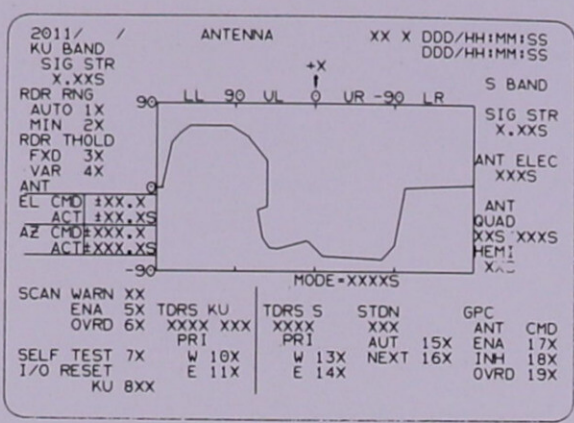 2011/ / ANTENNA XX X DDD/HH:MM:SS
KU BAND DDD/HH:MM:SS
SIG STR +X
X.XXS S BAND
RDR RNG 90 LL 90 UL 0 UR -90 LR SIG STR
AUTO 1X X.XXS
MIN 2X
RDR THOLD
FXD 3X ANT ELEC
VAR 4X XXXS
ANT 0
EL CMD ±XX.X ANT
ACT ±XX.XS QUAD
AZ CMD ±XXX.X XXS XXXS
ACT ±XXX.XS HEMI
-90
MODE=XXXXS
SCAN WARN XX
ENA 5X TDRS KU TDRS S STDN GPC
OVRD 6X XXXX XXX XXXX XXX ANT CMD
PRI PRI AUT 15X ENA 17X
SELF TEST 7X W 10X W 13X NEXT 16X INH 18X
I/O RESET E 11X E 14X OVRD 19X
KU 8XX